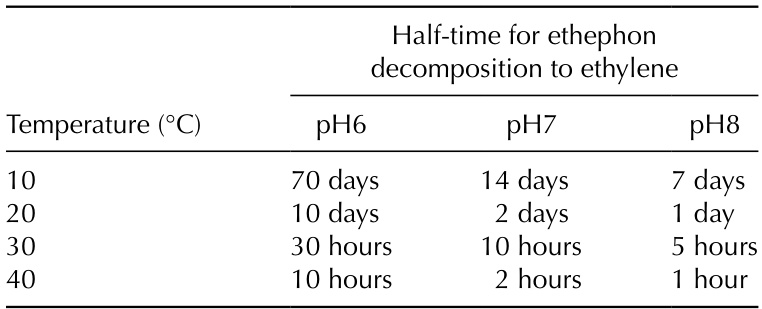 Half-time for ethephon
decomposition to ethylene
Temperature (°C) pH6 pH7 pH8
10 70 days 14 days 7 days
20 10 days 2 days 1 day
30 30 hours 10 hours 5 hours
40 10 hours 2 hours 1 hour